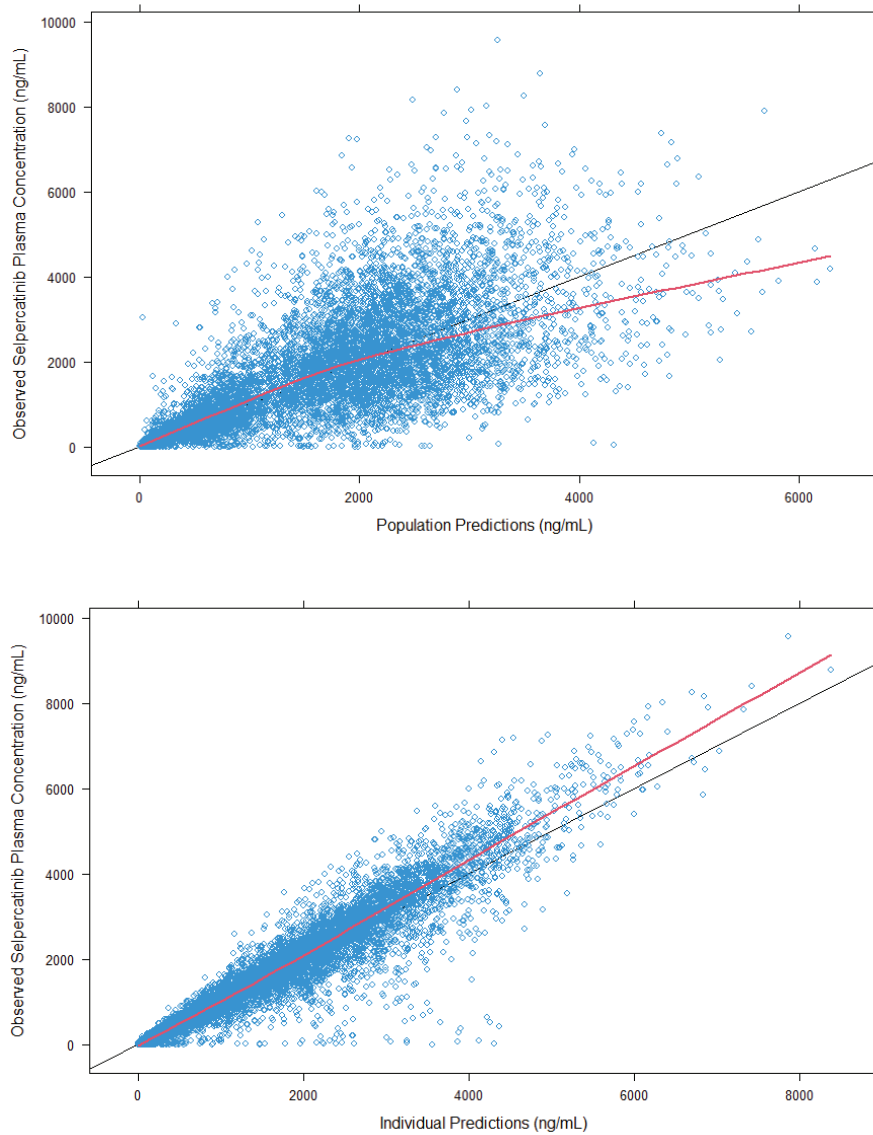 10000
8000
6000
4000
2000
0
Observed Selpercatinib Plasma Concentration (ng/mL)
0 2000 4000 6000
Population Predictions (ng/mL)
10000
8000
6000
4000
2000
0
Observed Selpercatinib Plasma Concentration (ng/mL)
0 2000 4000 6000 8000
Individual Predictions (ng/mL)